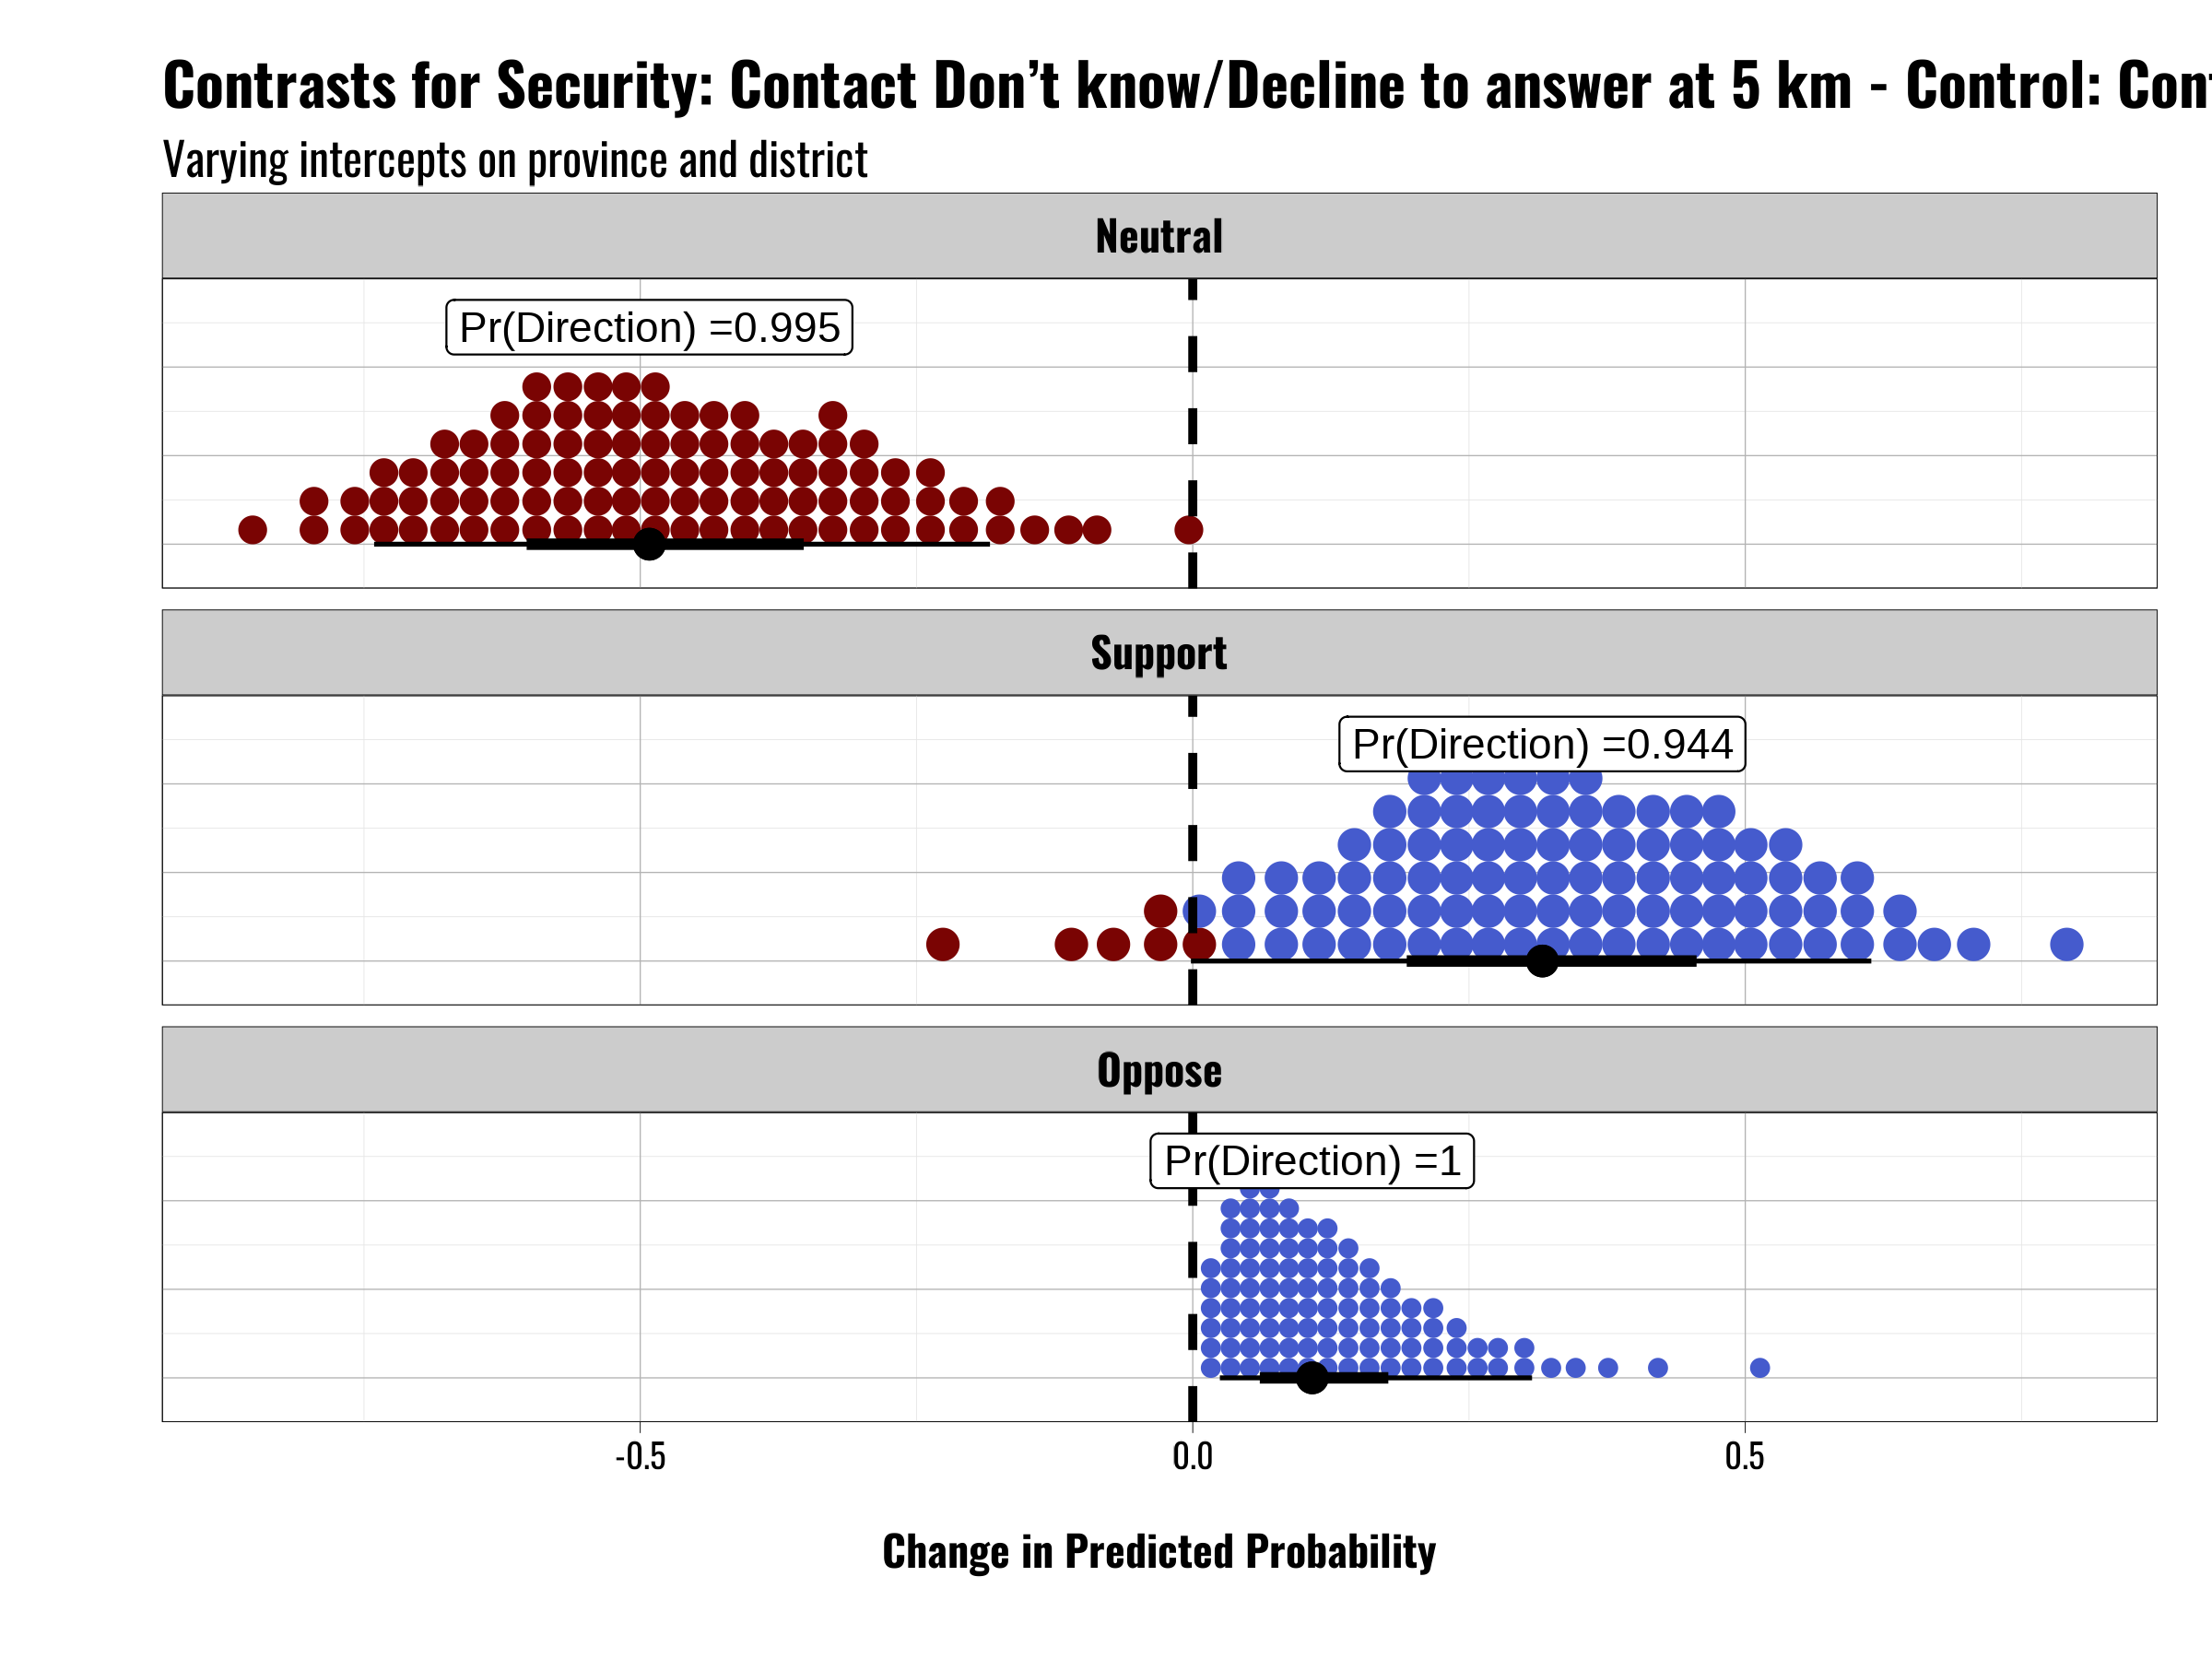 Contrasts for Security: Contact Don’t know/Decline to answer at 5 km - Control:
Varying intercepts on province and district
Neutral
Pr(Direction) =0.995
Support
Pr(Direction) =0.944
Oppose
Pr(Direction) =1
-0.5 0.0 0.5
Change in Predicted Probability